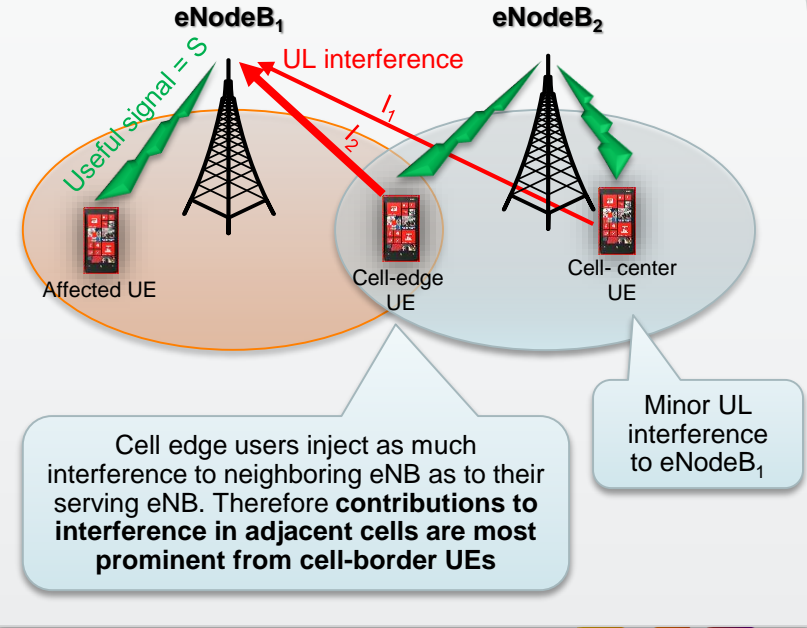 eNodeB₁
eNodeB₂
UL interference
Useful signal = S
I₁
I₂
Affected UE
Cell-edge
UE
Cell- center
UE
Minor UL
interference
to eNodeB₁
Cell edge users inject as much
interference to neighboring eNB as to their
serving eNB. Therefore contributions to
interference in adjacent cells are most
prominent from cell-border UEs